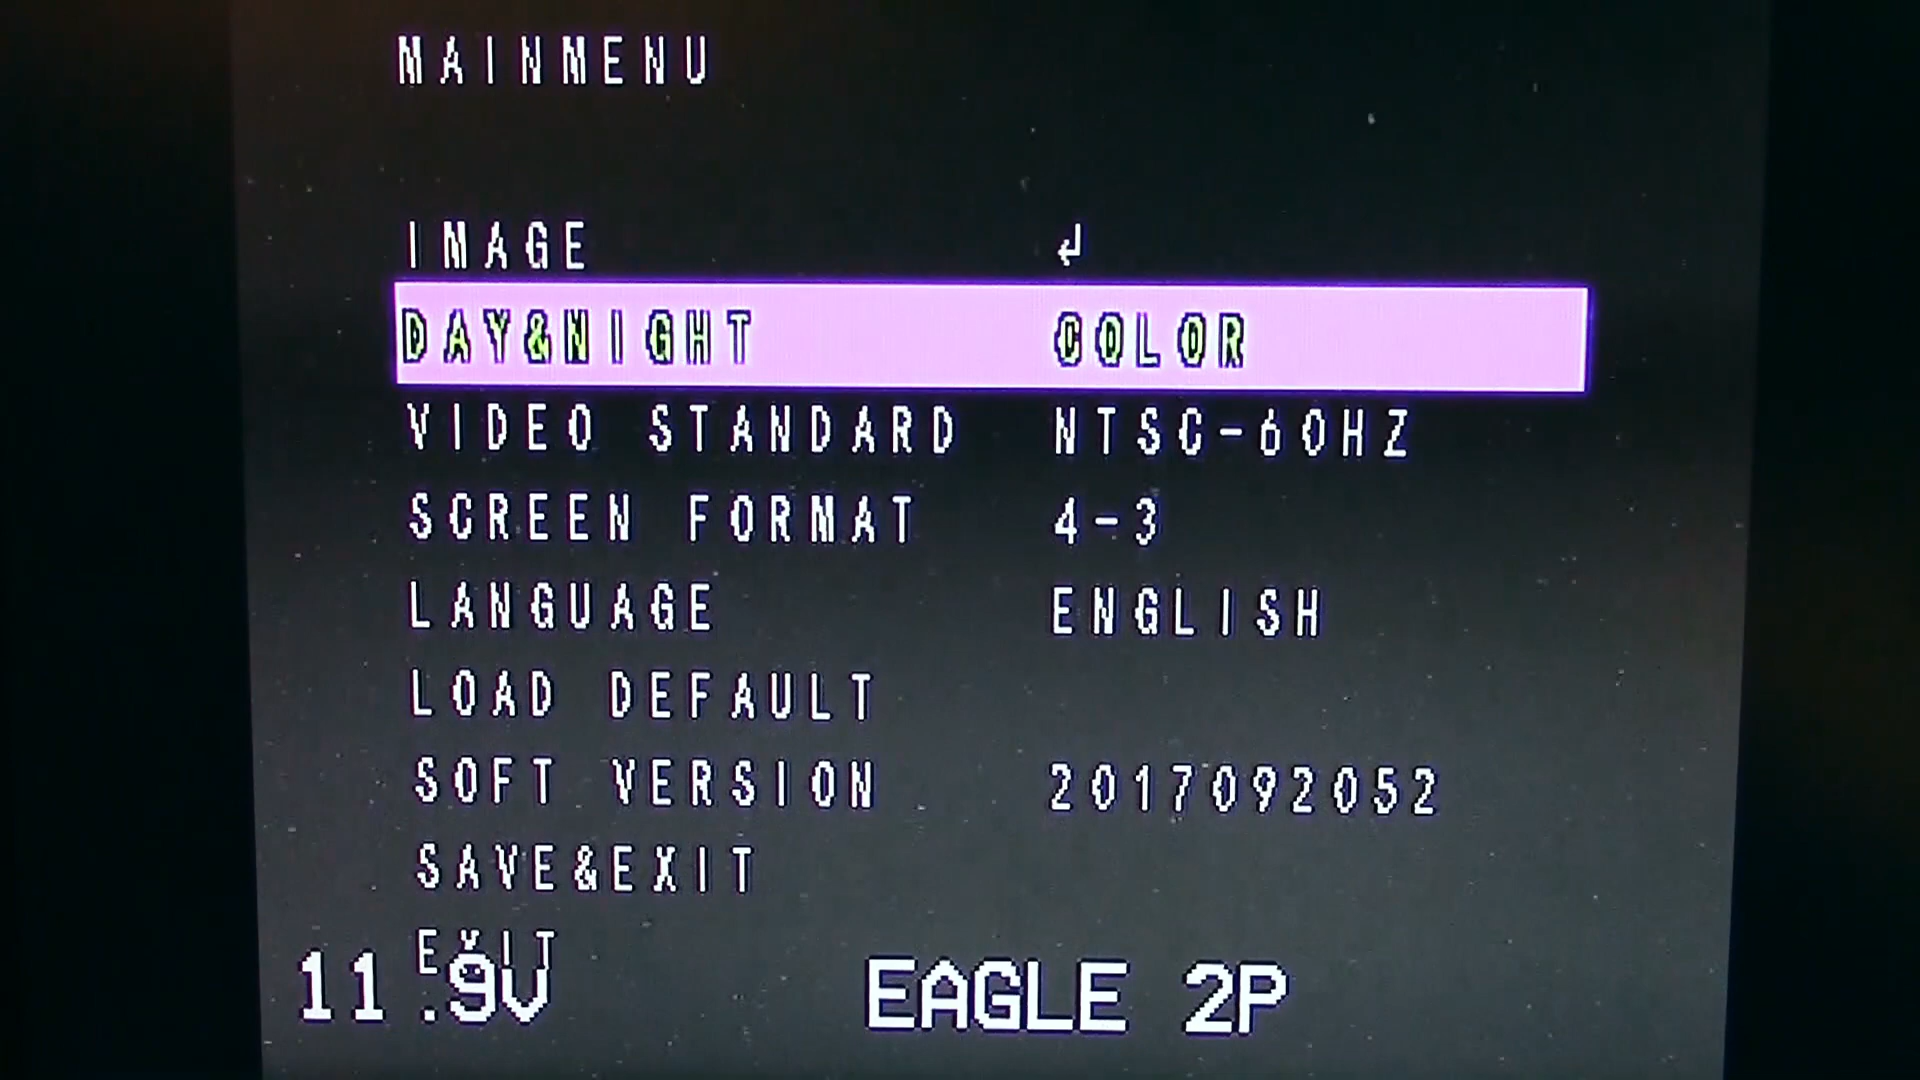 MAINMENU
IMAGE ↲
DAY&NIGHT COLOR
VIDEO STANDARD NTSC-60HZ
SCREEN FORMAT 4-3
LANGUAGE ENGLISH
LOAD DEFAULT
SOFT VERSION 2017092052
SAVE&EXIT
EXIT
11.9V EAGLE 2P